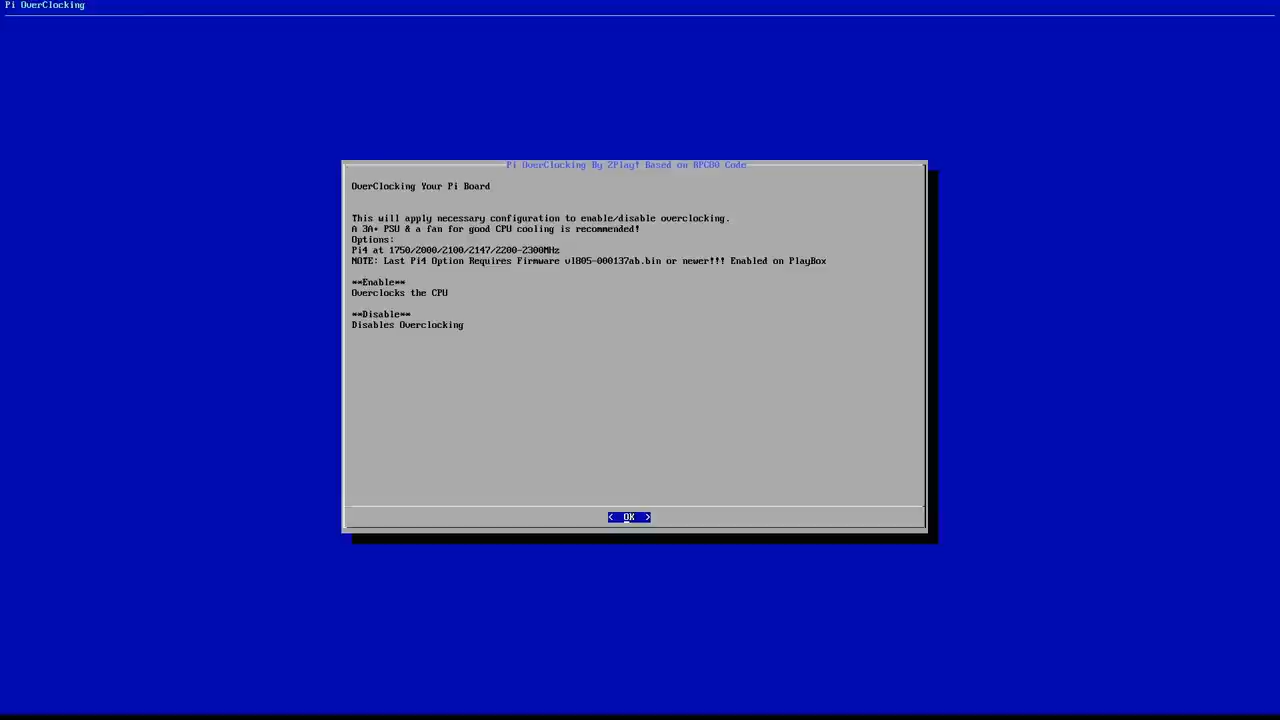 Pi OverClocking
Pi OverClocking By ZPlay! Based on RPC80 Code
OverClocking Your Pi Board
This will apply necessary configuration to enable/disable overclocking.
A 3A+ PSU & a fan for good CPU cooling is recommended!
Options:
Pi4 at 1750/2000/2100/2147/2200-2300MHz
NOTE: Last Pi4 Option Requires Firmware vl805-000137ab.bin or newer!!! Enabled on PlayBox
**Enable**
Overclocks the CPU
**Disable**
Disables Overclocking
< OK >